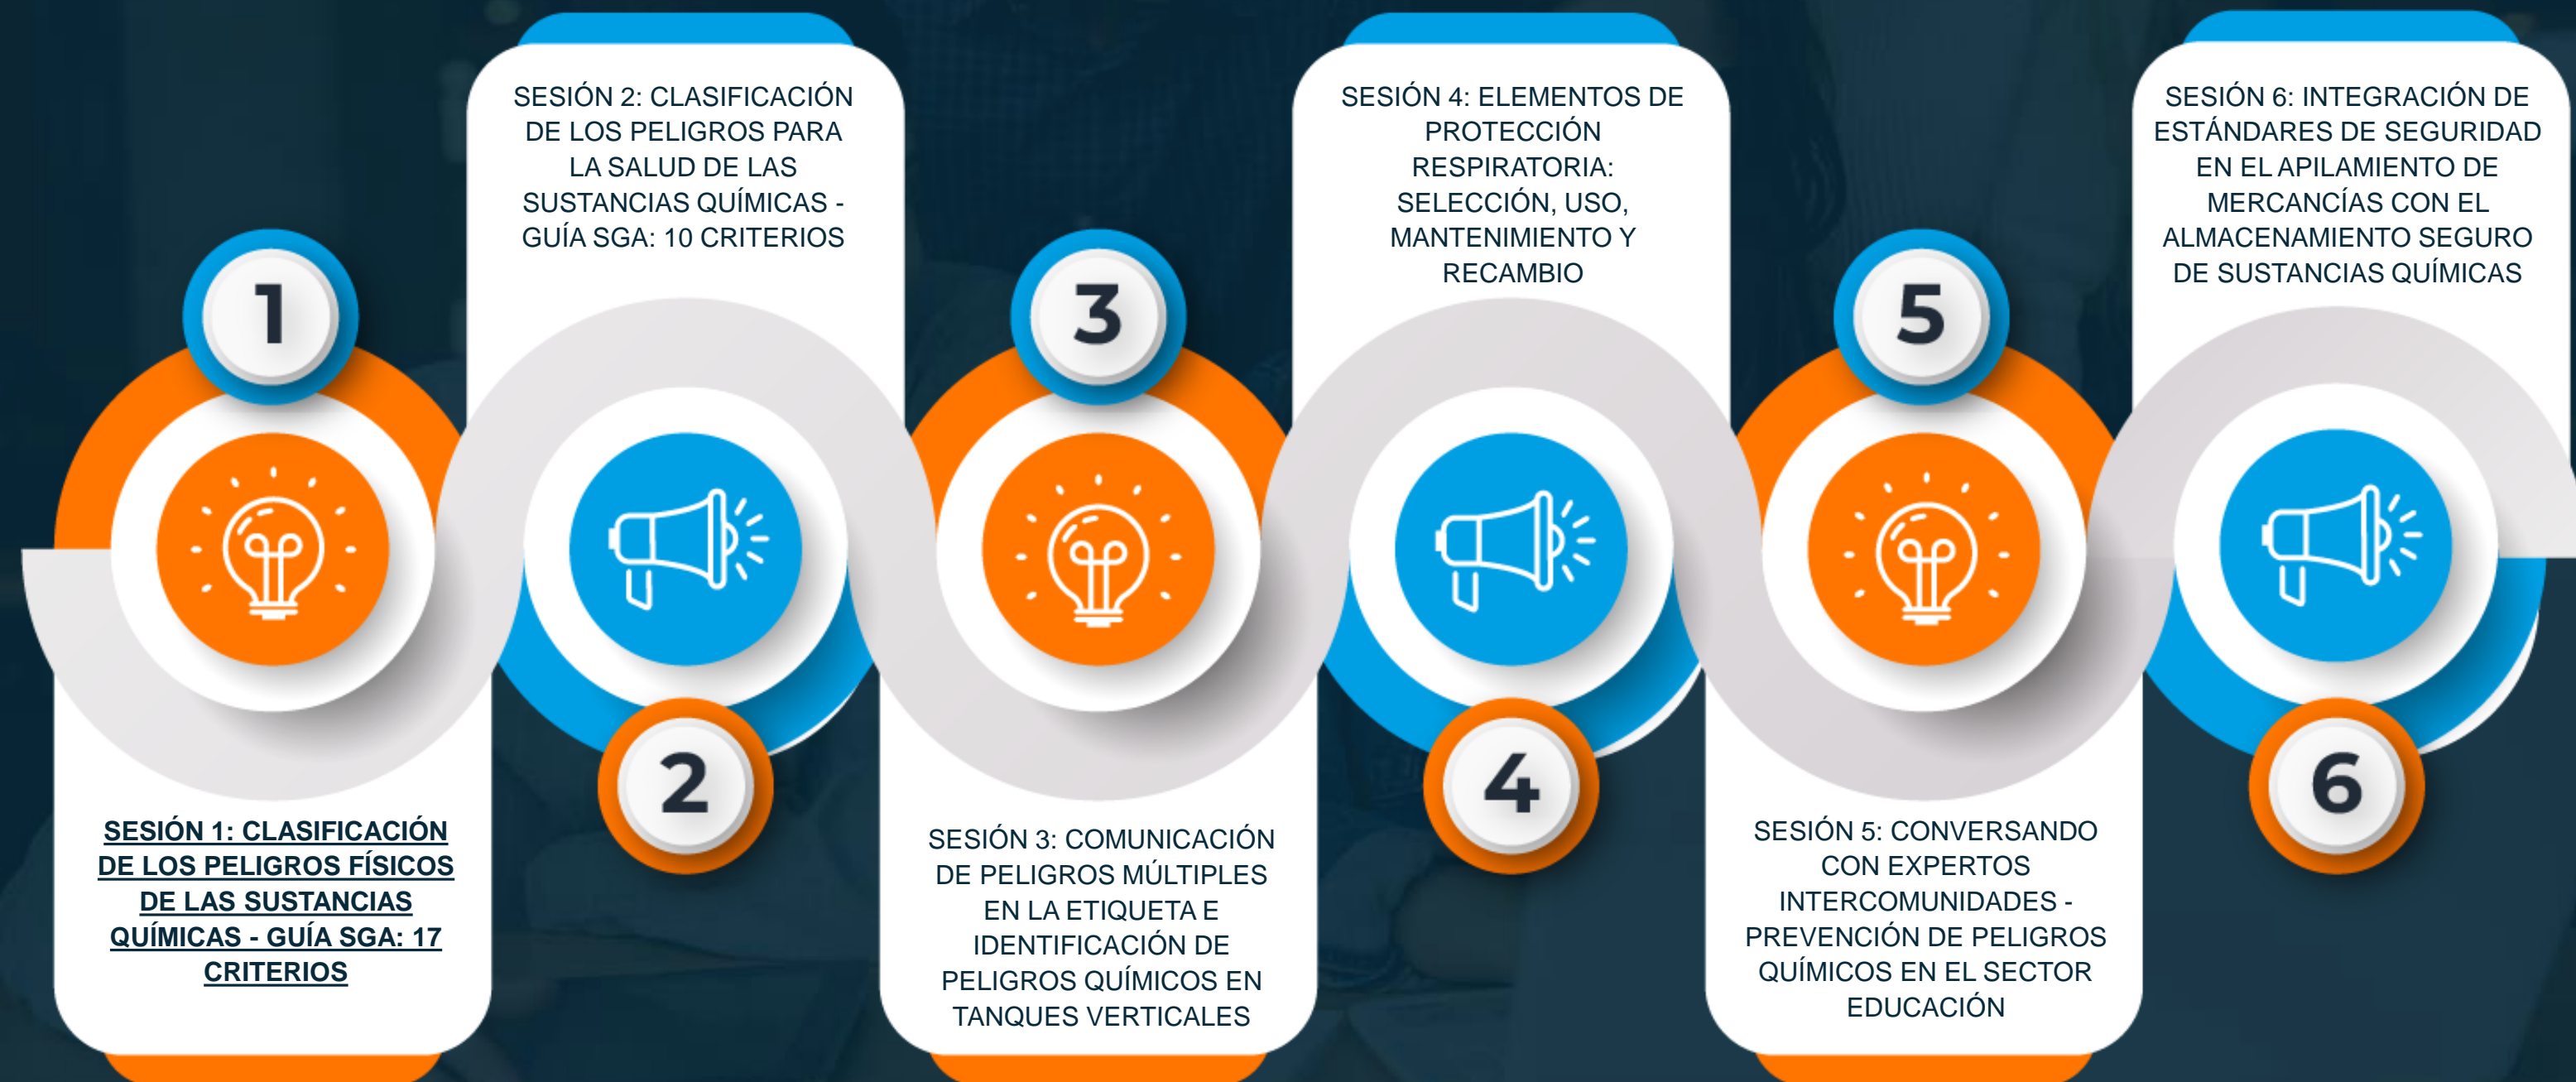 1
SESIÓN 1: CLASIFICACIÓN
DE LOS PELIGROS FÍSICOS
DE LAS SUSTANCIAS
QUÍMICAS - GUÍA SGA: 17
CRITERIOS
SESIÓN 2: CLASIFICACIÓN
DE LOS PELIGROS PARA
LA SALUD DE LAS
SUSTANCIAS QUÍMICAS -
GUÍA SGA: 10 CRITERIOS
2
3
SESIÓN 3: COMUNICACIÓN
DE PELIGROS MÚLTIPLES
EN LA ETIQUETA E
IDENTIFICACIÓN DE
PELIGROS QUÍMICOS EN
TANQUES VERTICALES
SESIÓN 4: ELEMENTOS DE
PROTECCIÓN
RESPIRATORIA:
SELECCIÓN, USO,
MANTENIMIENTO Y
RECAMBIO
4
5
SESIÓN 5: CONVERSANDO
CON EXPERTOS
INTERCOMUNIDADES -
PREVENCIÓN DE PELIGROS
QUÍMICOS EN EL SECTOR
EDUCACIÓN
SESIÓN 6: INTEGRACIÓN DE
ESTÁNDARES DE SEGURIDAD
EN EL APILAMIENTO DE
MERCANCÍAS CON EL
ALMACENAMIENTO SEGURO
DE SUSTANCIAS QUÍMICAS
6